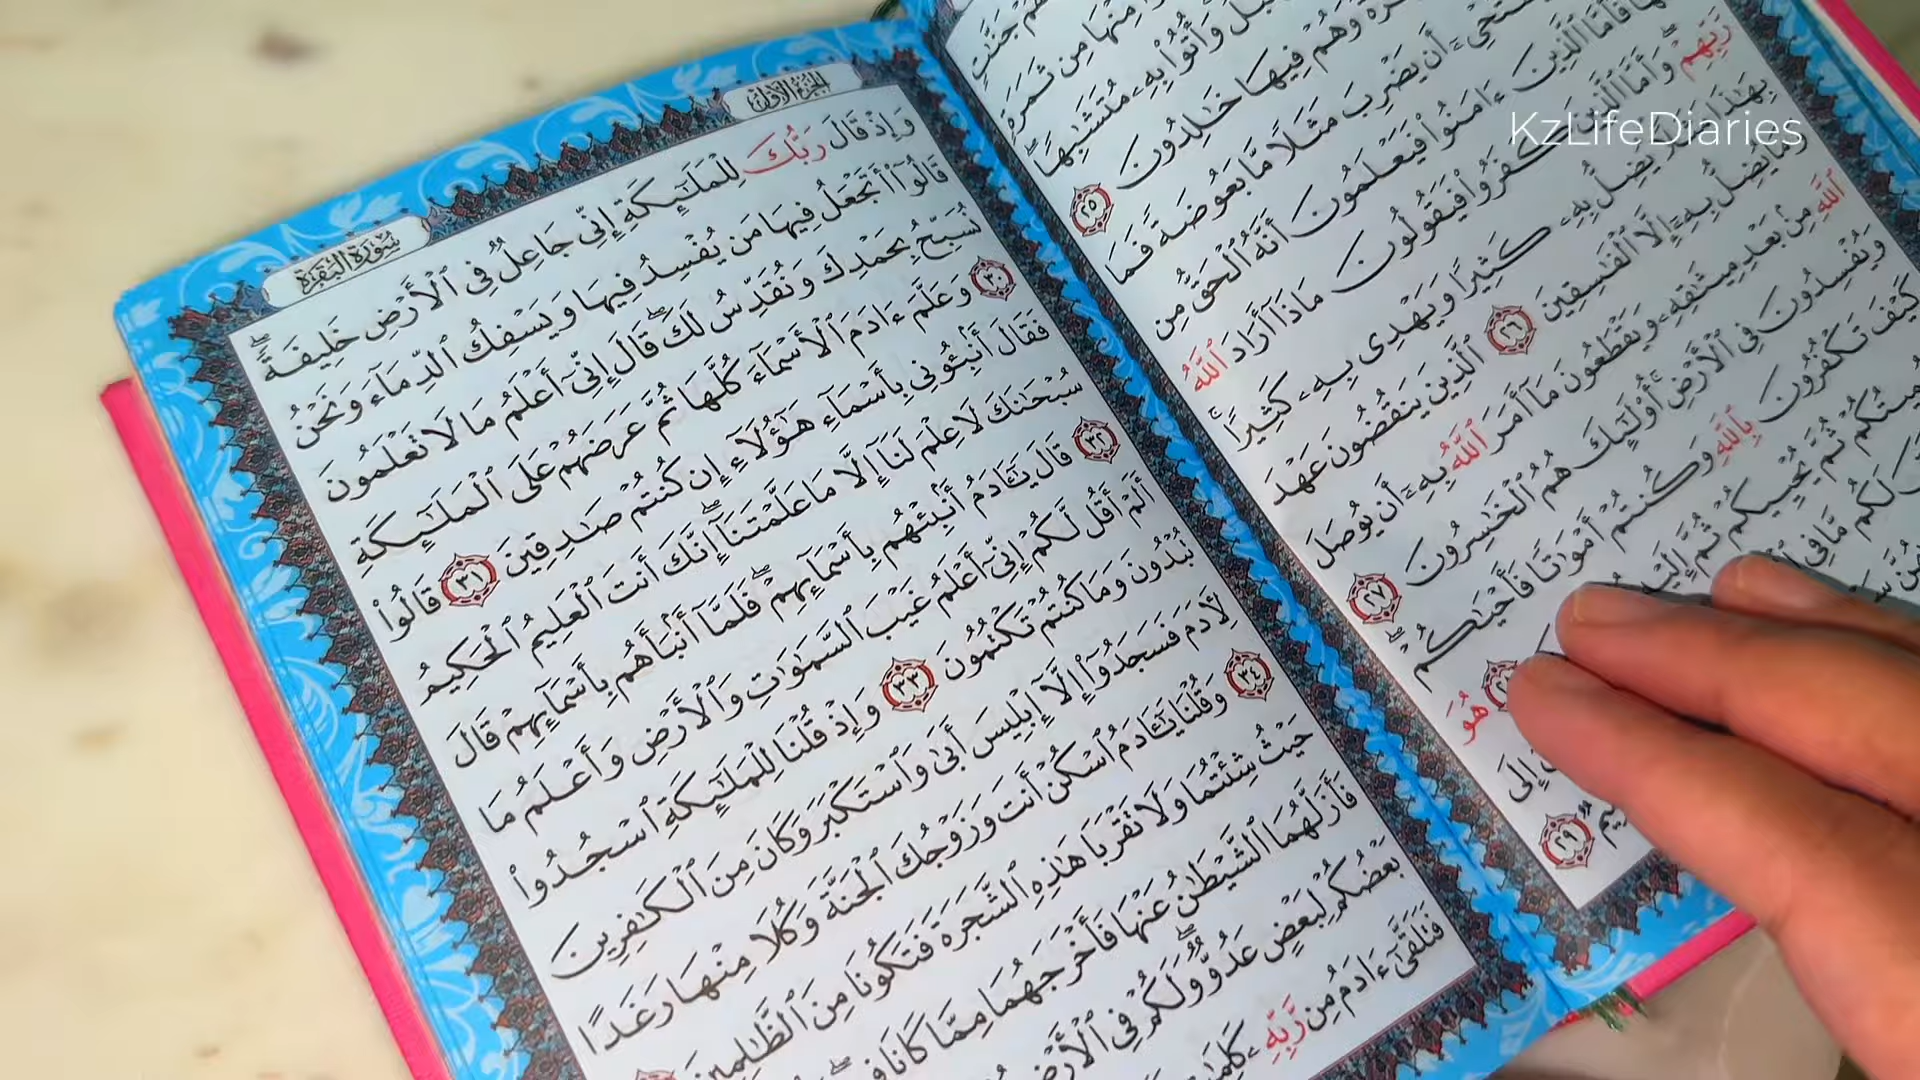 جَنَّٰتٍ
مِنْهَا مِن ثَمَرَةٍ
وَأُتُوا۟ بِهِۦ مُتَشَٰبِهًا ۖ
وَهُمْ فِيهَا خَٰلِدُونَ ٢٥
أَن يَضْرِبَ مَثَلًا مَّا بَعُوضَةً فَمَا
فَأَمَّا ٱلَّذِينَ ءَامَنُوا۟ فَيَعْلَمُونَ أَنَّهُ ٱلْحَقُّ مِن
رَّبِّهِمْ ۖ وَأَمَّا ٱلَّذِينَ كَفَرُوا۟ فَيَقُولُونَ مَاذَآ أَرَادَ ٱللَّهُ
بِهَٰذَا يُضِلُّ بِهِۦ كَثِيرًا وَيَهْدِى بِهِۦ كَثِيرًا ۚ
وَمَا يُضِلُّ بِهِۦٓ إِلَّا ٱلْفَٰسِقِينَ ٢٦ ٱلَّذِينَ يَنقُضُونَ عَهْدَ
ٱللَّهِ مِنۢ بَعْدِ مِيثَٰقِهِۦ وَيَقْطَعُونَ مَآ أَمَرَ ٱللَّهُ بِهِۦٓ أَن يُوصَلَ
وَيُفْسِدُونَ فِى ٱلْأَرْضِ ۚ أُو۟لَٰٓئِكَ هُمُ ٱلْخَٰسِرُونَ ٢٧
كَيْفَ تَكْفُرُونَ بِٱللَّهِ وَكُنتُمْ أَمْوَٰتًا فَأَحْيَٰكُمْ ۖ
يُمِيتُكُمْ ثُمَّ يُحْيِيكُمْ ثُمَّ إِلَيْهِ هُوَ
لَكُم مَّا فِى إِلَى
٢٩
الجزء الأول
سورة البقرة
وَإِذْ قَالَ رَبُّكَ لِلْمَلَٰٓئِكَةِ إِنِّى جَاعِلٌ فِى ٱلْأَرْضِ خَلِيفَةً ۖ
قَالُوٓا۟ أَتَجْعَلُ فِيهَا مَن يُفْسِدُ فِيهَا وَيَسْفِكُ ٱلدِّمَآءَ وَنَحْنُ
نُسَبِّحُ بِحَمْدِكَ وَنُقَدِّسُ لَكَ ۖ قَالَ إِنِّىٓ أَعْلَمُ مَا لَا تَعْلَمُونَ
٣٠ وَعَلَّمَ ءَادَمَ ٱلْأَسْمَآءَ كُلَّهَا ثُمَّ عَرَضَهُمْ عَلَى ٱلْمَلَٰٓئِكَةِ
فَقَالَ أَنۢبِـُٔونِى بِأَسْمَآءِ هَٰٓؤُلَآءِ إِن كُنتُمْ صَٰدِقِينَ ٣١ قَالُوا۟
سُبْحَٰنَكَ لَا عِلْمَ لَنَآ إِلَّا مَا عَلَّمْتَنَآ ۖ إِنَّكَ أَنتَ ٱلْعَلِيمُ ٱلْحَكِيمُ
٣٢ قَالَ يَٰٓـَٔادَمُ أَنۢبِئْهُم بِأَسْمَآئِهِمْ ۖ فَلَمَّآ أَنۢبَأَهُم بِأَسْمَآئِهِمْ قَالَ
أَلَمْ أَقُل لَّكُمْ إِنِّىٓ أَعْلَمُ غَيْبَ ٱلسَّمَٰوَٰتِ وَٱلْأَرْضِ وَأَعْلَمُ مَا
تُبْدُونَ وَمَا كُنتُمْ تَكْتُمُونَ ٣٣ وَإِذْ قُلْنَا لِلْمَلَٰٓئِكَةِ ٱسْجُدُوا۟
لِـَٔادَمَ فَسَجَدُوٓا۟ إِلَّآ إِبْلِيسَ أَبَىٰ وَٱسْتَكْبَرَ وَكَانَ مِنَ ٱلْكَٰفِرِينَ
٣٤ وَقُلْنَا يَٰٓـَٔادَمُ ٱسْكُنْ أَنتَ وَزَوْجُكَ ٱلْجَنَّةَ وَكُلَا مِنْهَا رَغَدًا
حَيْثُ شِئْتُمَا وَلَا تَقْرَبَا هَٰذِهِ ٱلشَّجَرَةَ فَتَكُونَا مِنَ ٱلظَّٰلِمِينَ
فَأَزَلَّهُمَا ٱلشَّيْطَٰنُ عَنْهَا فَأَخْرَجَهُمَا مِمَّا كَانَا
بَعْضُكُمْ لِبَعْضٍ عَدُوٌّ ۖ وَلَكُمْ فِى ٱلْأَرْضِ
فَتَلَقَّىٰٓ ءَادَمُ مِن رَّبِّهِۦ
KzLifeDiaries